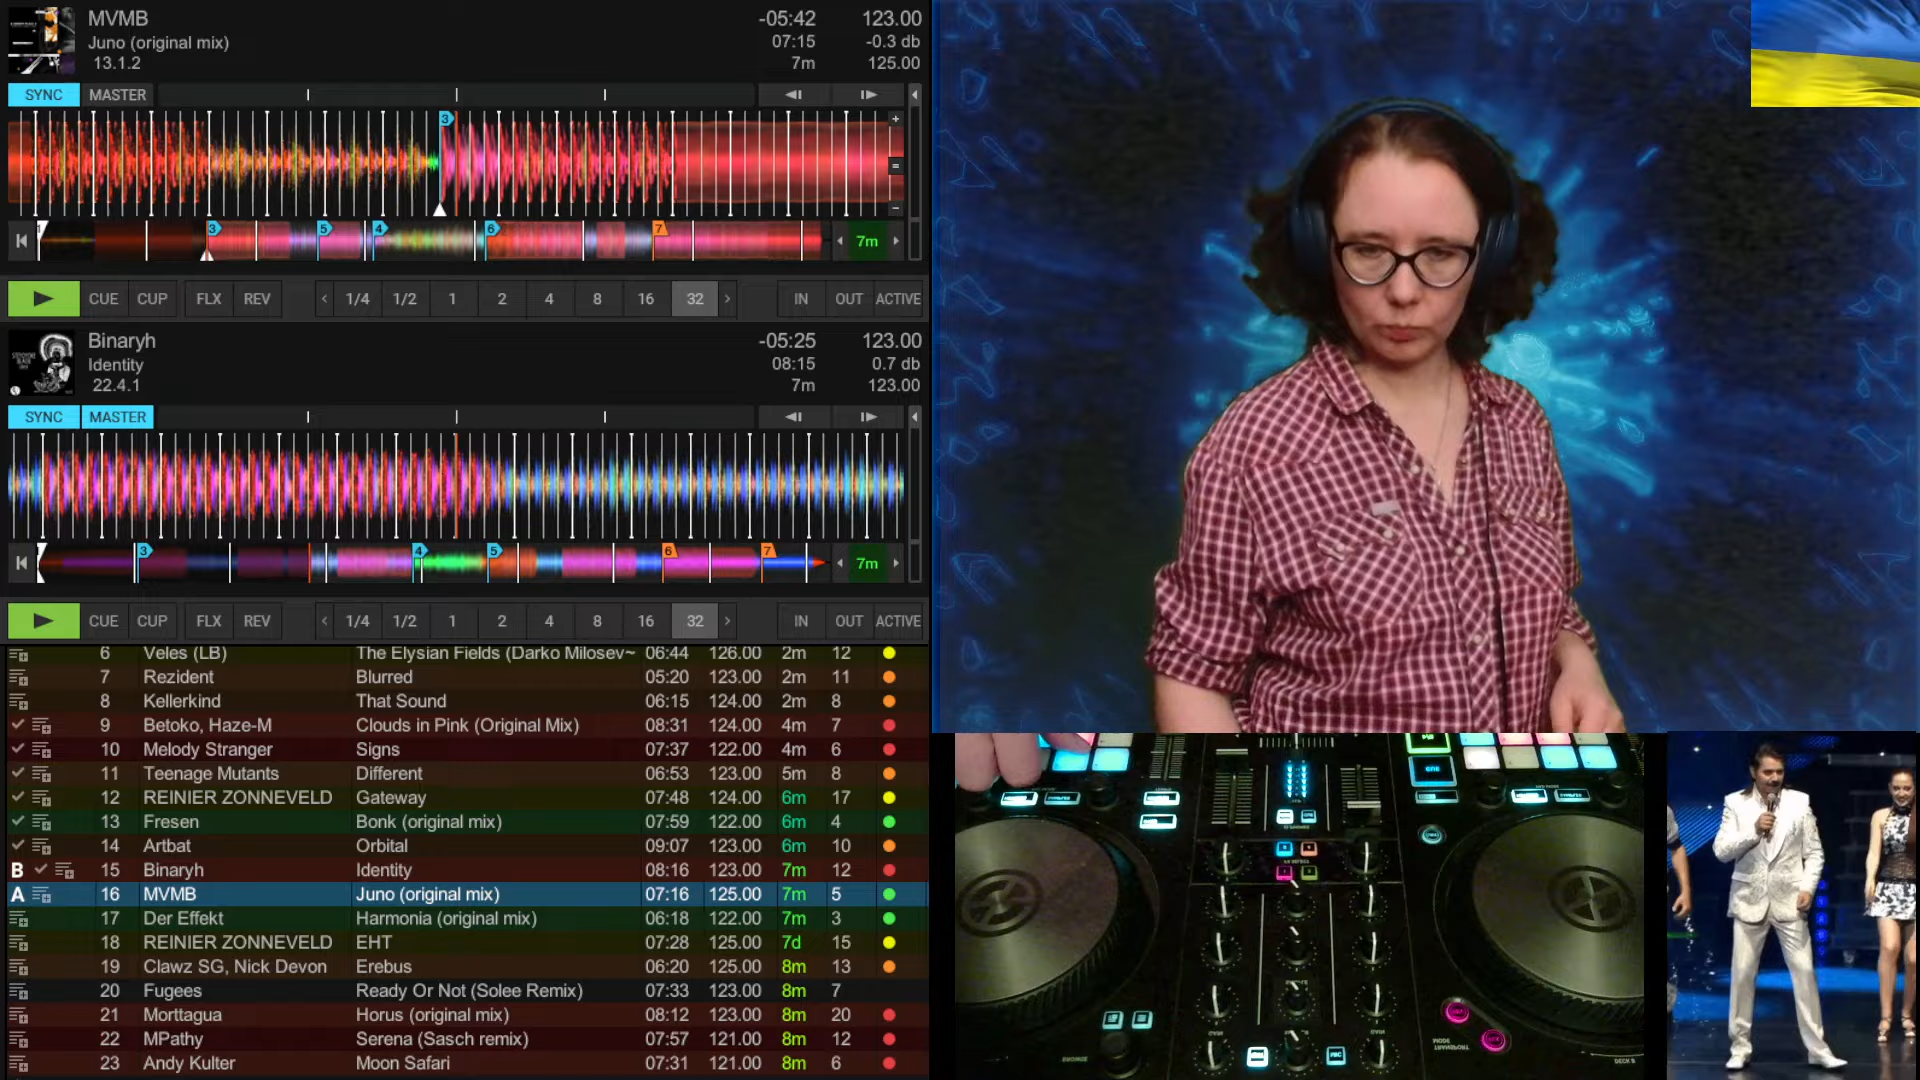 MVMB -05:42 123.00
Juno (original mix) 07:15 -0.3 db
13.1.2 7m 125.00
SYNC MASTER
3
3 5 4 6 7 7m
CUE CUP FLX REV 1/4 1/2 1 2 4 8 16 32 IN OUT ACTIVE
Binaryh -05:25 123.00
Identity 08:15 0.7 db
22.4.1 7m 123.00
SYNC MASTER
3 4 5 6 7 7m
CUE CUP FLX REV 1/4 1/2 1 2 4 8 16 32 IN OUT ACTIVE
6 Veles (LB) The Elysian Fields (Darko Milosev~ 06:44 126.00 2m 12
7 Rezident Blurred 05:20 123.00 2m 11
8 Kellerkind That Sound 06:15 124.00 2m 8
9 Betoko, Haze-M Clouds in Pink (Original Mix) 08:31 124.00 4m 7
10 Melody Stranger Signs 07:37 122.00 4m 6
11 Teenage Mutants Different 06:53 123.00 5m 8
12 REINIER ZONNEVELD Gateway 07:48 124.00 6m 17
13 Fresen Bonk (original mix) 07:59 122.00 6m 4
14 Artbat Orbital 09:07 123.00 6m 10
B 15 Binaryh Identity 08:16 123.00 7m 12
A 16 MVMB Juno (original mix) 07:16 125.00 7m 5
17 Der Effekt Harmonia (original mix) 06:18 122.00 7m 3
18 REINIER ZONNEVELD EHT 07:28 125.00 7d 15
19 Clawz SG, Nick Devon Erebus 06:20 125.00 8m 13
20 Fugees Ready Or Not (Solee Remix) 07:33 123.00 8m 7
21 Morttagua Horus (original mix) 08:12 123.00 8m 20
22 MPathy Serena (Sasch remix) 07:57 121.00 8m 12
23 Andy Kulter Moon Safari 07:31 121.00 8m 6